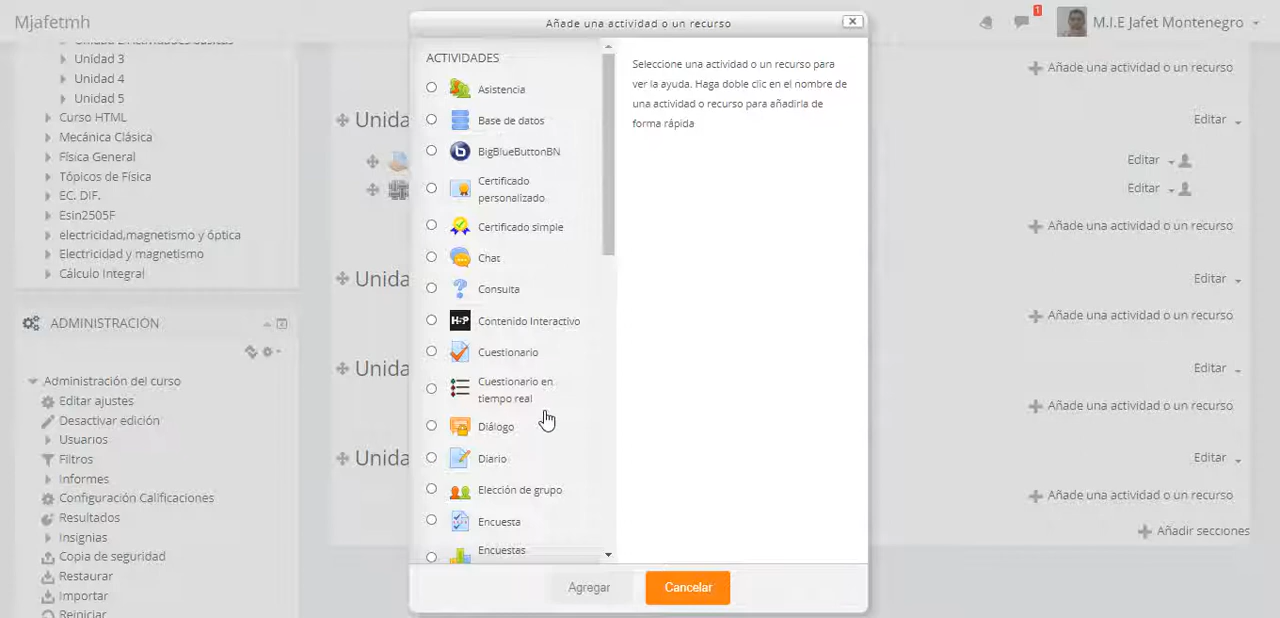 Mjafetmh
1
M.I.E Jafet Montenegro
Unidad 3
Unidad 4
Unidad 5
Curso HTML
Mecánica Clásica
Física General
Tópicos de Física
EC. DIF.
Esin2505F
electricidad,magnetismo y óptica
Electricidad y magnetismo
Cálculo Integral
ADMINISTRACIÓN
Administración del curso
Editar ajustes
Desactivar edición
Usuarios
Filtros
Informes
Configuración Calificaciones
Resultados
Insignias
Copia de seguridad
Restaurar
Importar
Reiniciar
Añade una actividad o un recurso
ACTIVIDADES
Asistencia
Base de datos
BigBlueButtonBN
Certificado
personalizado
Certificado simple
Chat
Consulta
H-P
Contenido Interactivo
Cuestionario
Cuestionario en
tiempo real
Diálogo
Diario
Elección de grupo
Encuesta
Encuestas
Seleccione una actividad o un recurso para
ver la ayuda. Haga doble clic en el nombre de
una actividad o recurso para añadirla de
forma rápida
Agregar
Cancelar
Añade una actividad o un recurso
Unida
Editar
Editar
Editar
Añade una actividad o un recurso
Unida
Editar
Añade una actividad o un recurso
Unida
Editar
Añade una actividad o un recurso
Unida
Editar
Añade una actividad o un recurso
Añadir secciones